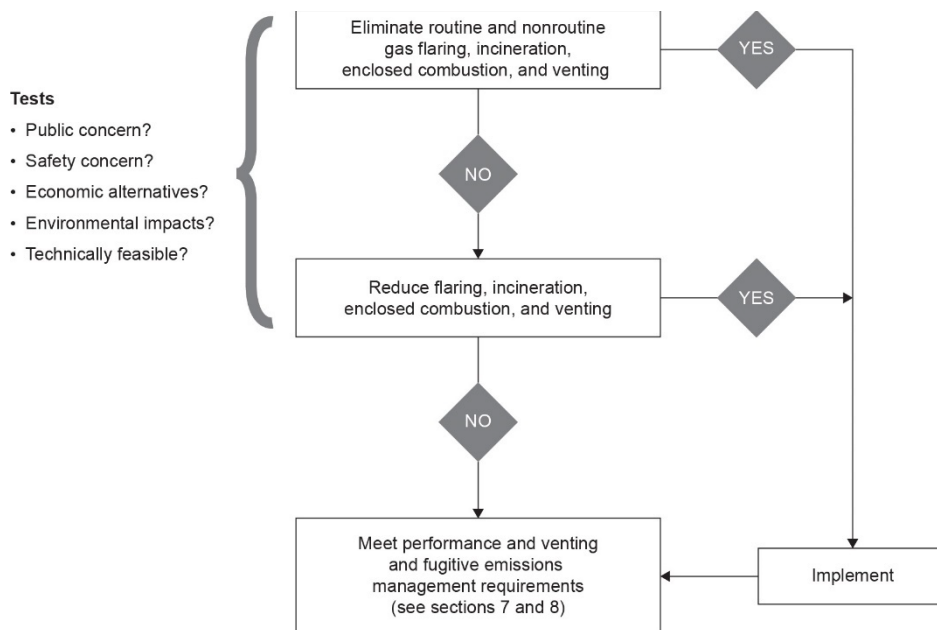 Eliminate routine and nonroutine
gas flaring, incineration,
enclosed combustion, and venting
YES
Tests
• Public concern?
• Safety concern?
• Economic alternatives?
• Environmental impacts?
• Technically feasible?
NO
Reduce flaring, incineration,
enclosed combustion, and venting
YES
NO
Meet performance and venting
and fugitive emissions
management requirements
(see sections 7 and 8)
Implement